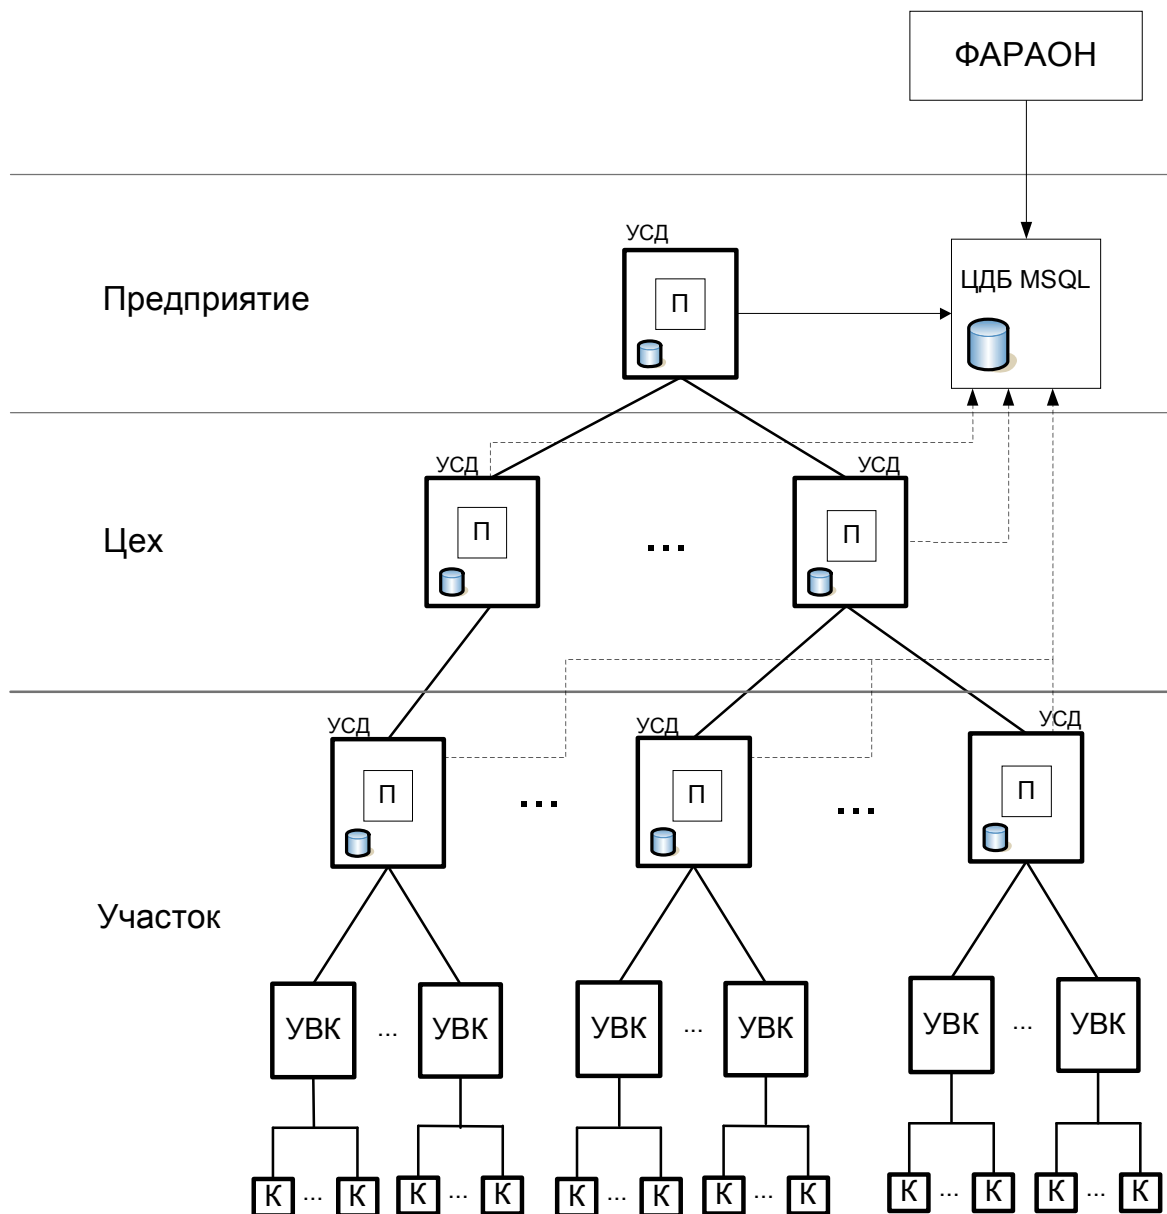 ФАРАОН
УСД
Предприятие
П
ЦДБ MSQL
УСД
УСД
Цех
П
...
П
УСД
УСД
УСД
П
...
П
...
П
Участок
УВК ... УВК
УВК ... УВК
УВК ... УВК
К ... К
К ... К
К ... К
К ... К
К ... К
К ... К